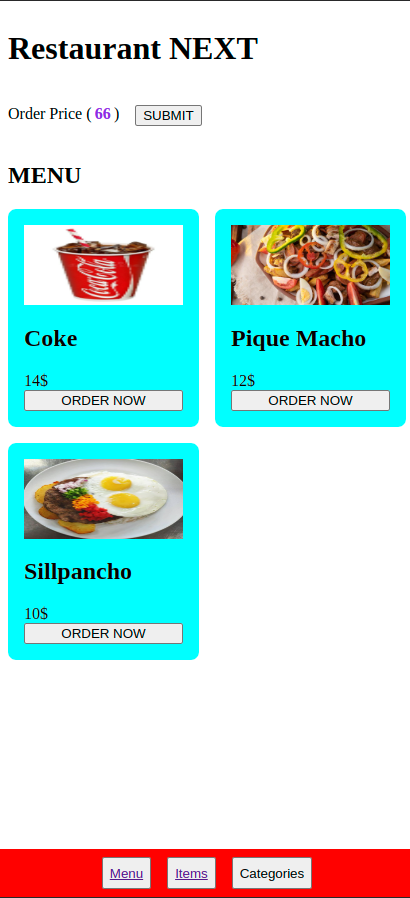 Restaurant NEXT
Order Price ( 66 ) SUBMIT
MENU
Coca-Cola
Coke
14$
ORDER NOW
Pique Macho
12$
ORDER NOW
Sillpancho
10$
ORDER NOW
Menu Items Categories